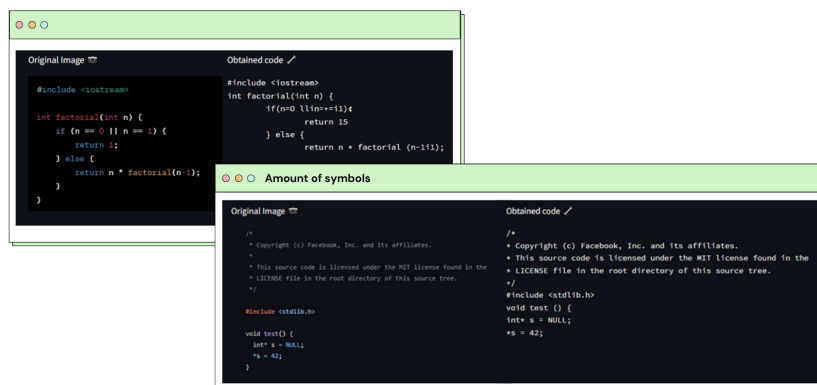 Original Image
#include <iostream>
int factorial(int n) {
if (n == 0 || n == 1) {
return 1;
} else {
return n * factorial(n-1);
}
}
Obtained code
#include <iostream>
int factorial(int n) {
if(n=0 llin=+=i1)¢
return 15
} else {
return n * factorial (n-1i1);
Amount of symbols
Original Image
/*
* Copyright (c) Facebook, Inc. and its affiliates.
*
* This source code is licensed under the MIT license found in the
* LICENSE file in the root directory of this source tree.
*/
#include <stdlib.h>
void test() {
int* s = NULL;
*s = 42;
}
Obtained code
/*
* Copyright (c) Facebook, Inc. and its affiliates.
* This source code is licensed under the MIT license found in the
* LICENSE file in the root directory of this source tree.
+/
#include <stdlib.h>
void test () {
int* s = NULL;
*s = 42;